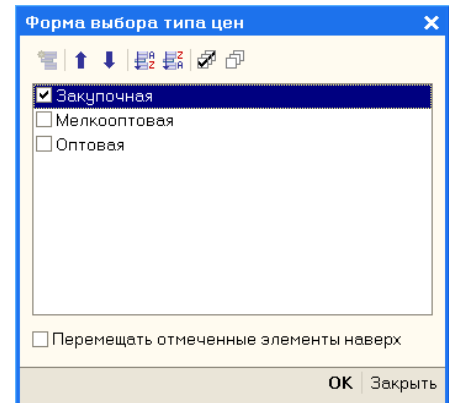 Форма выбора типа цен
Закупочная
Мелкооптовая
Оптовая
Перемещать отмеченные элементы наверх
OK Закрыть